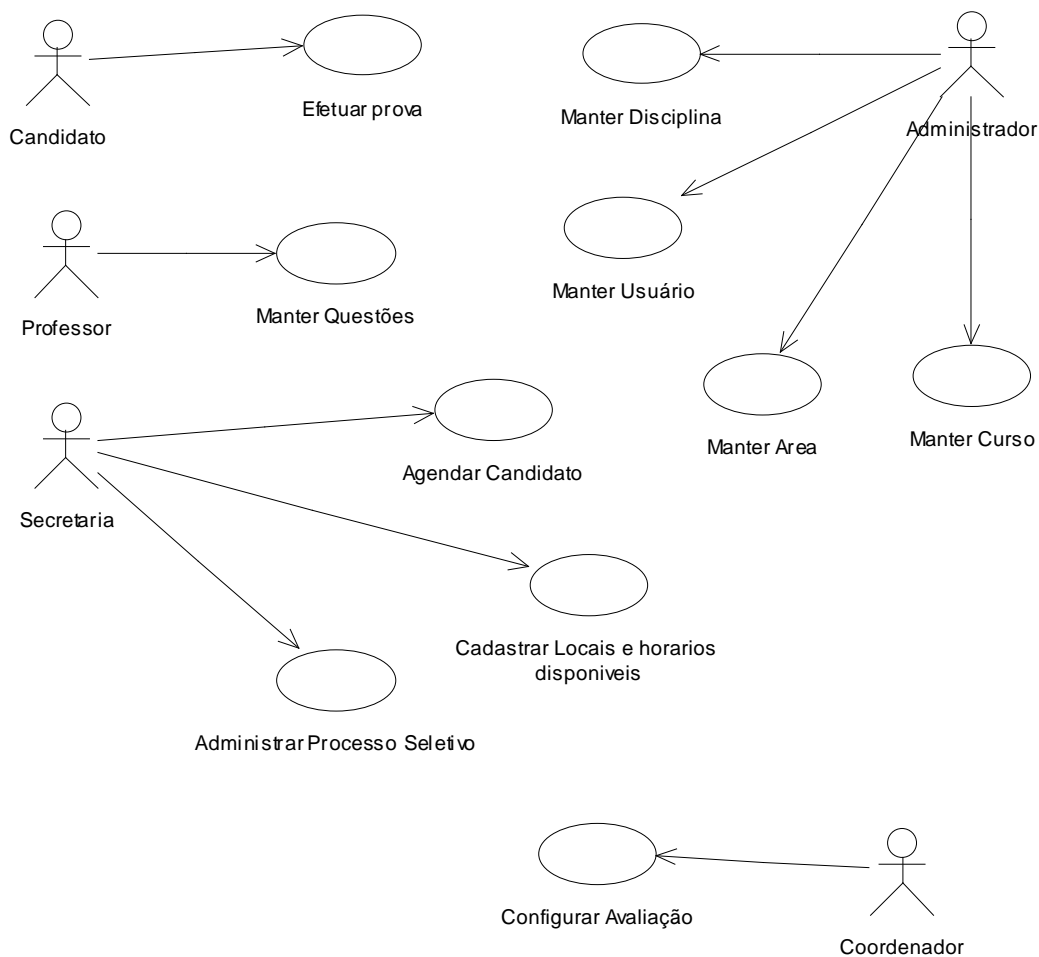 Efetuar prova
Candidato
Manter Disciplina
Administrador
Manter Usuário
Professor
Manter Questões
Manter Area
Manter Curso
Agendar Candidato
Secretaria
Cadastrar Locais e horarios
disponiveis
Administrar Processo Seletivo
Configurar Avaliação
Coordenador